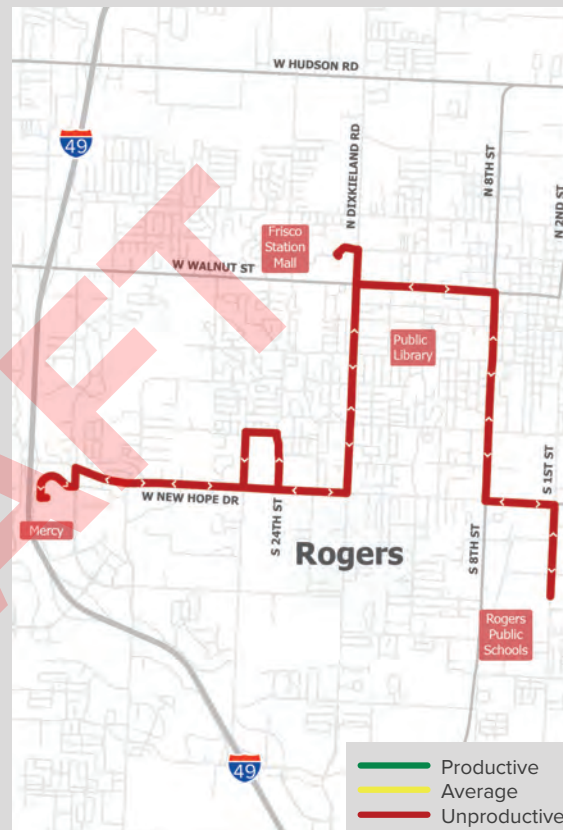 W HUDSON RD
49
N DIXKIELAND RD
N 8TH ST
N 2ND ST
Frisco
Station
Mall
W WALNUT ST
Public
Library
S 1ST ST
W NEW HOPE DR
Mercy
S 24TH ST
S 8TH ST
Rogers
Rogers
Public
Schools
49
Productive
Average
Unproductive